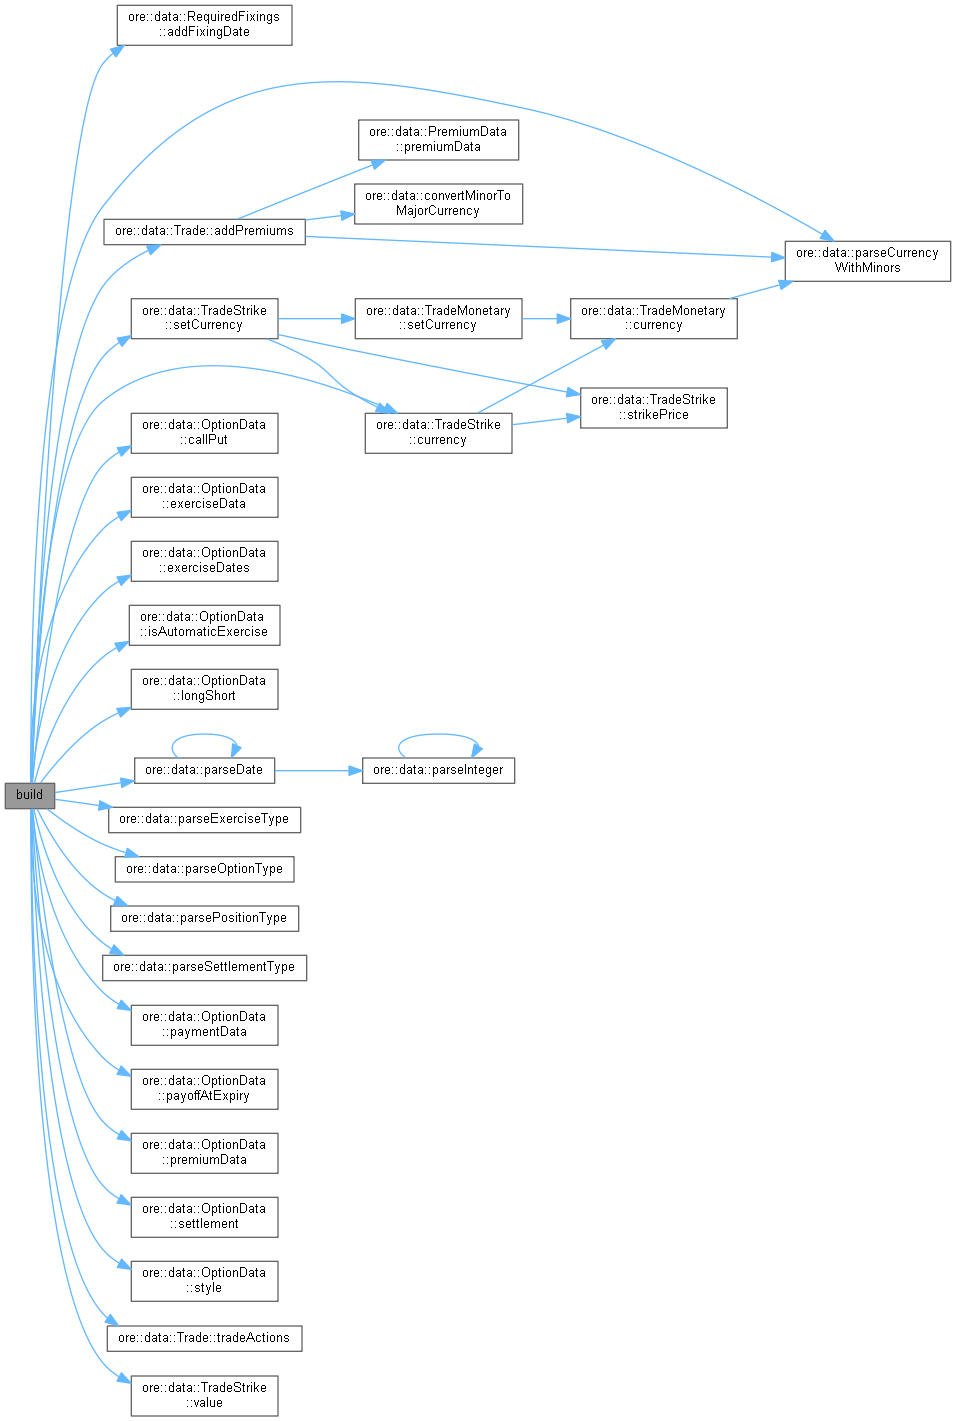 ore::data::RequiredFixings
::addFixingDate
ore::data::PremiumData
::premiumData
ore::data::convertMinorTo
MajorCurrency
ore::data::Trade::addPremiums
ore::data::parseCurrency
WithMinors
ore::data::TradeStrike
::setCurrency
ore::data::TradeMonetary
::setCurrency
ore::data::TradeMonetary
::currency
ore::data::TradeStrike
::strikePrice
ore::data::TradeStrike
::currency
ore::data::OptionData
::callPut
ore::data::OptionData
::exerciseData
ore::data::OptionData
::exerciseDates
ore::data::OptionData
::isAutomaticExercise
ore::data::OptionData
::longShort
ore::data::parseDate
ore::data::parseInteger
build
ore::data::parseExerciseType
ore::data::parseOptionType
ore::data::parsePositionType
ore::data::parseSettlementType
ore::data::OptionData
::paymentData
ore::data::OptionData
::payoffAtExpiry
ore::data::OptionData
::premiumData
ore::data::OptionData
::settlement
ore::data::OptionData
::style
ore::data::Trade::tradeActions
ore::data::TradeStrike
::value